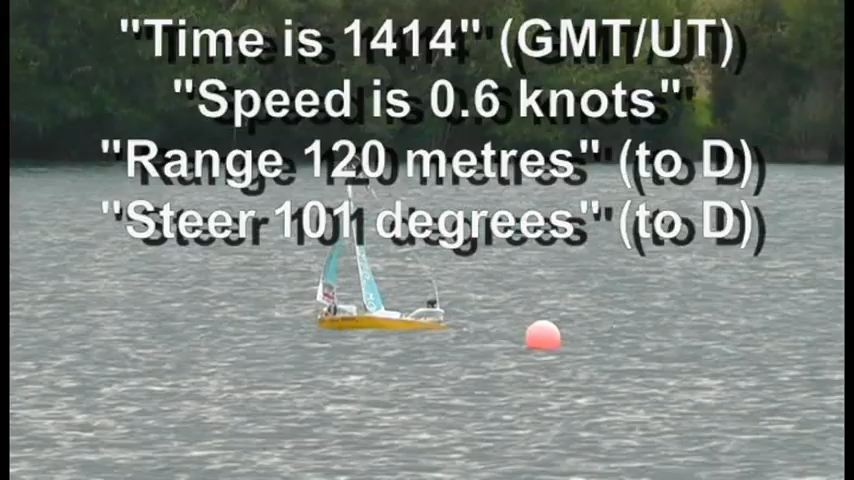 "Time is 1414" (GMT/UT)
"Speed is 0.6 knots"
"Range 120 metres" (to D)
"Steer 101 degrees" (to D)